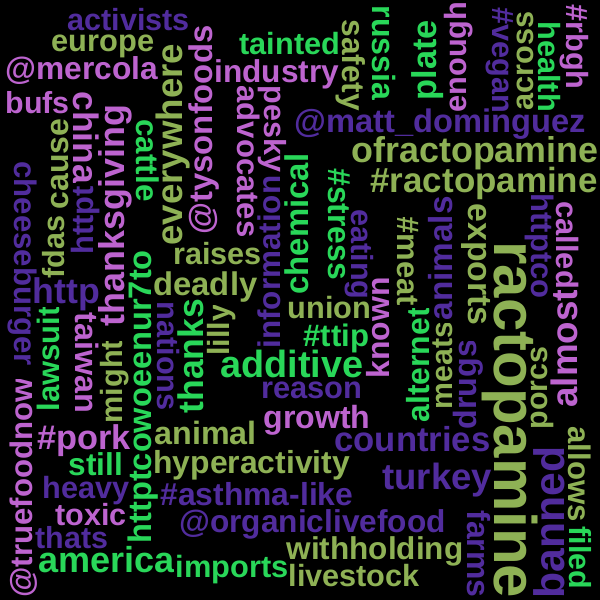 activists
europe
@mercola
bufs
tainted
industry
safety
russia
plate
enough
#vegan
across
health
#rbgh
@matt_dominguez
ofractopamine
#ractopamine
cause
china
thanksgiving
cattle
everywhere
@tysonfoods
advocates
pesky
chemical
#stress
eating
#meat
animals
exports
httptco
called
almost
cheeseburger
fdas
httpt
http
raises
deadly
information
union
known
#ttip
lawsuit
taiwan
might
httptcowoeenur7to
nations
thanks
lilly
additive
reason
alternet
meats
drugs
ractopamine
porcs
growth
@truefoodnow
#pork
animal
countries
still
hyperactivity
turkey
allows
banned
heavy
#asthma-like
toxic
@organiclivefood
thats
farms
filed
america
imports
withholding
livestock